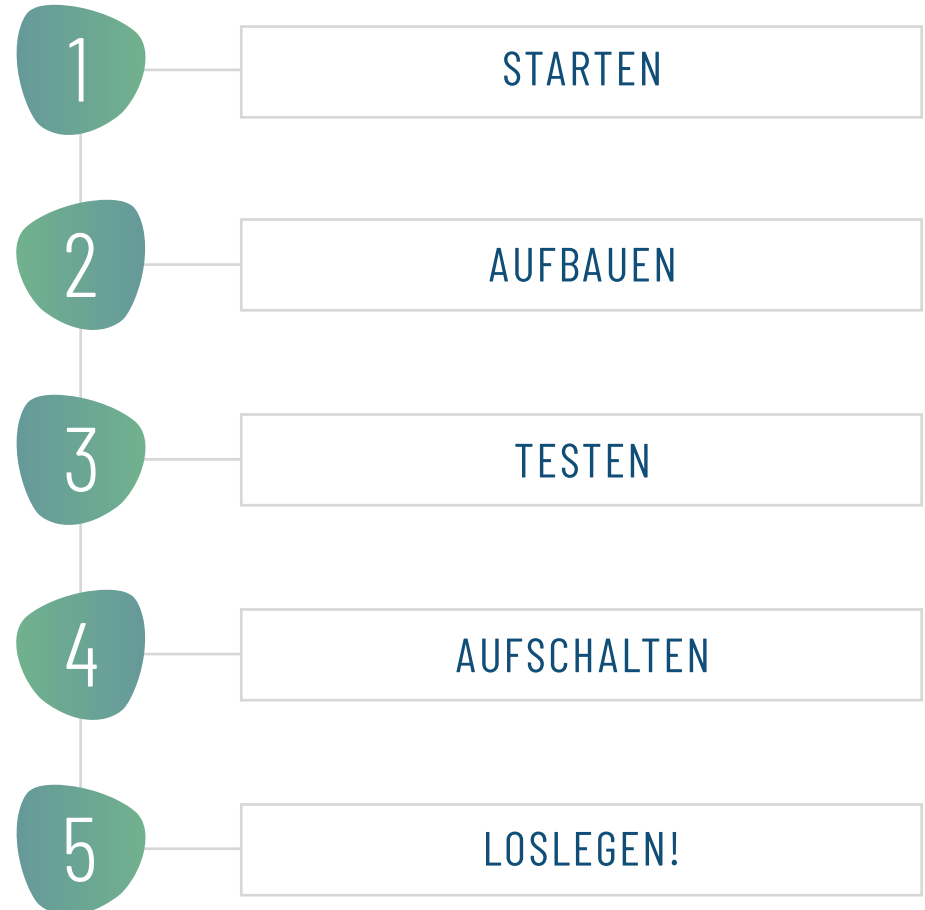 1
STARTEN
2
AUFBAUEN
3
TESTEN
4
AUFSCHALTEN
5
LOSLEGEN!